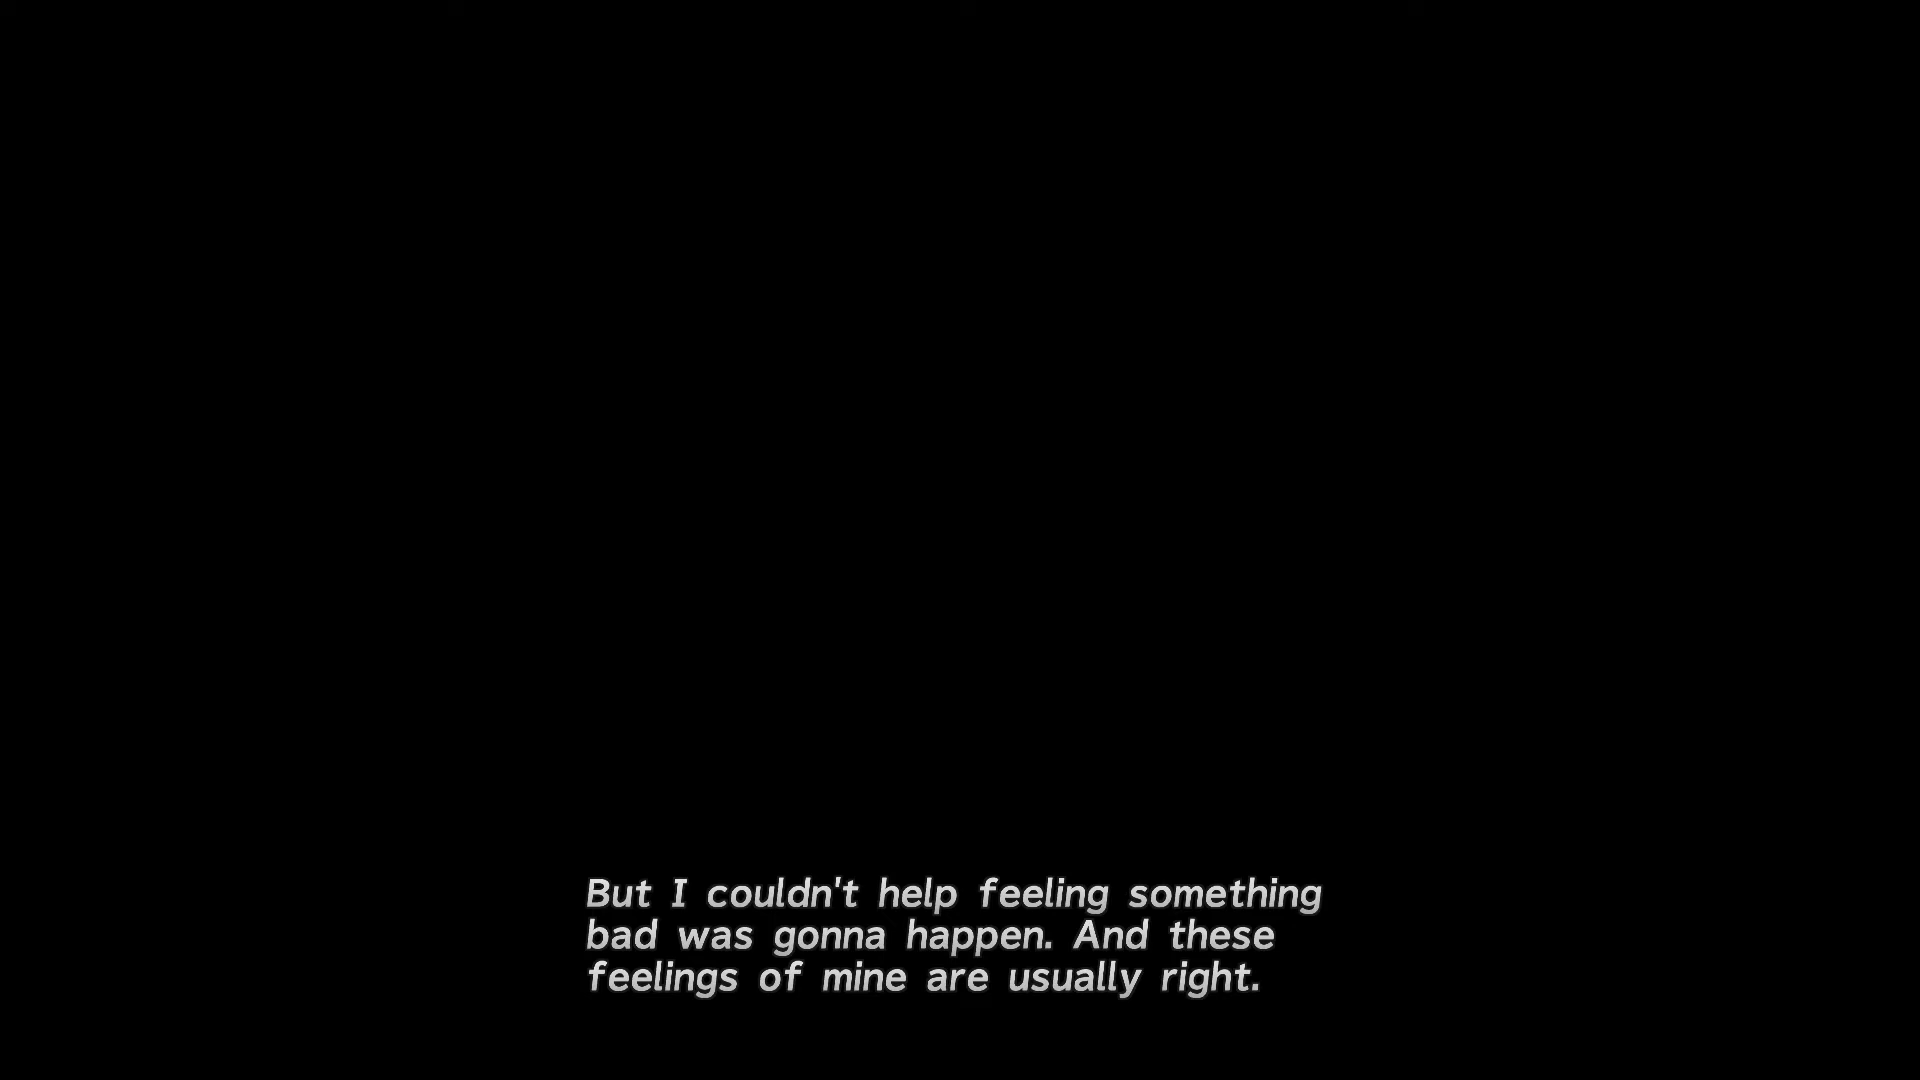 But I couldn't help feeling something
bad was gonna happen. And these
feelings of mine are usually right.